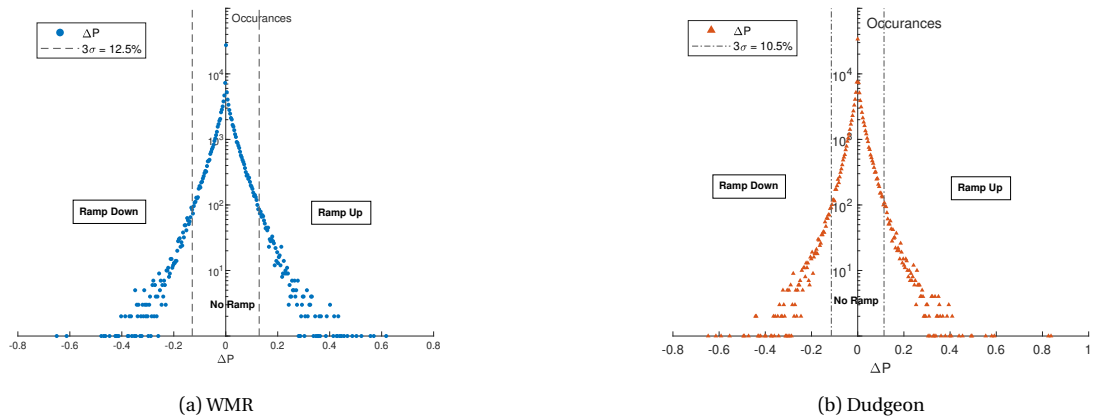 Occurances
ΔP
3σ = 12.5%
10^4
10^3
10^2
10^1
Ramp Down
Ramp Up
No Ramp
-0.8 -0.6 -0.4 -0.2 0 0.2 0.4 0.6 0.8
ΔP
(a) WMR
Occurances
ΔP
3σ = 10.5%
10^4
10^3
10^2
10^1
Ramp Down
Ramp Up
No Ramp
-0.8 -0.6 -0.4 -0.2 0 0.2 0.4 0.6 0.8 1
ΔP
(b) Dudgeon